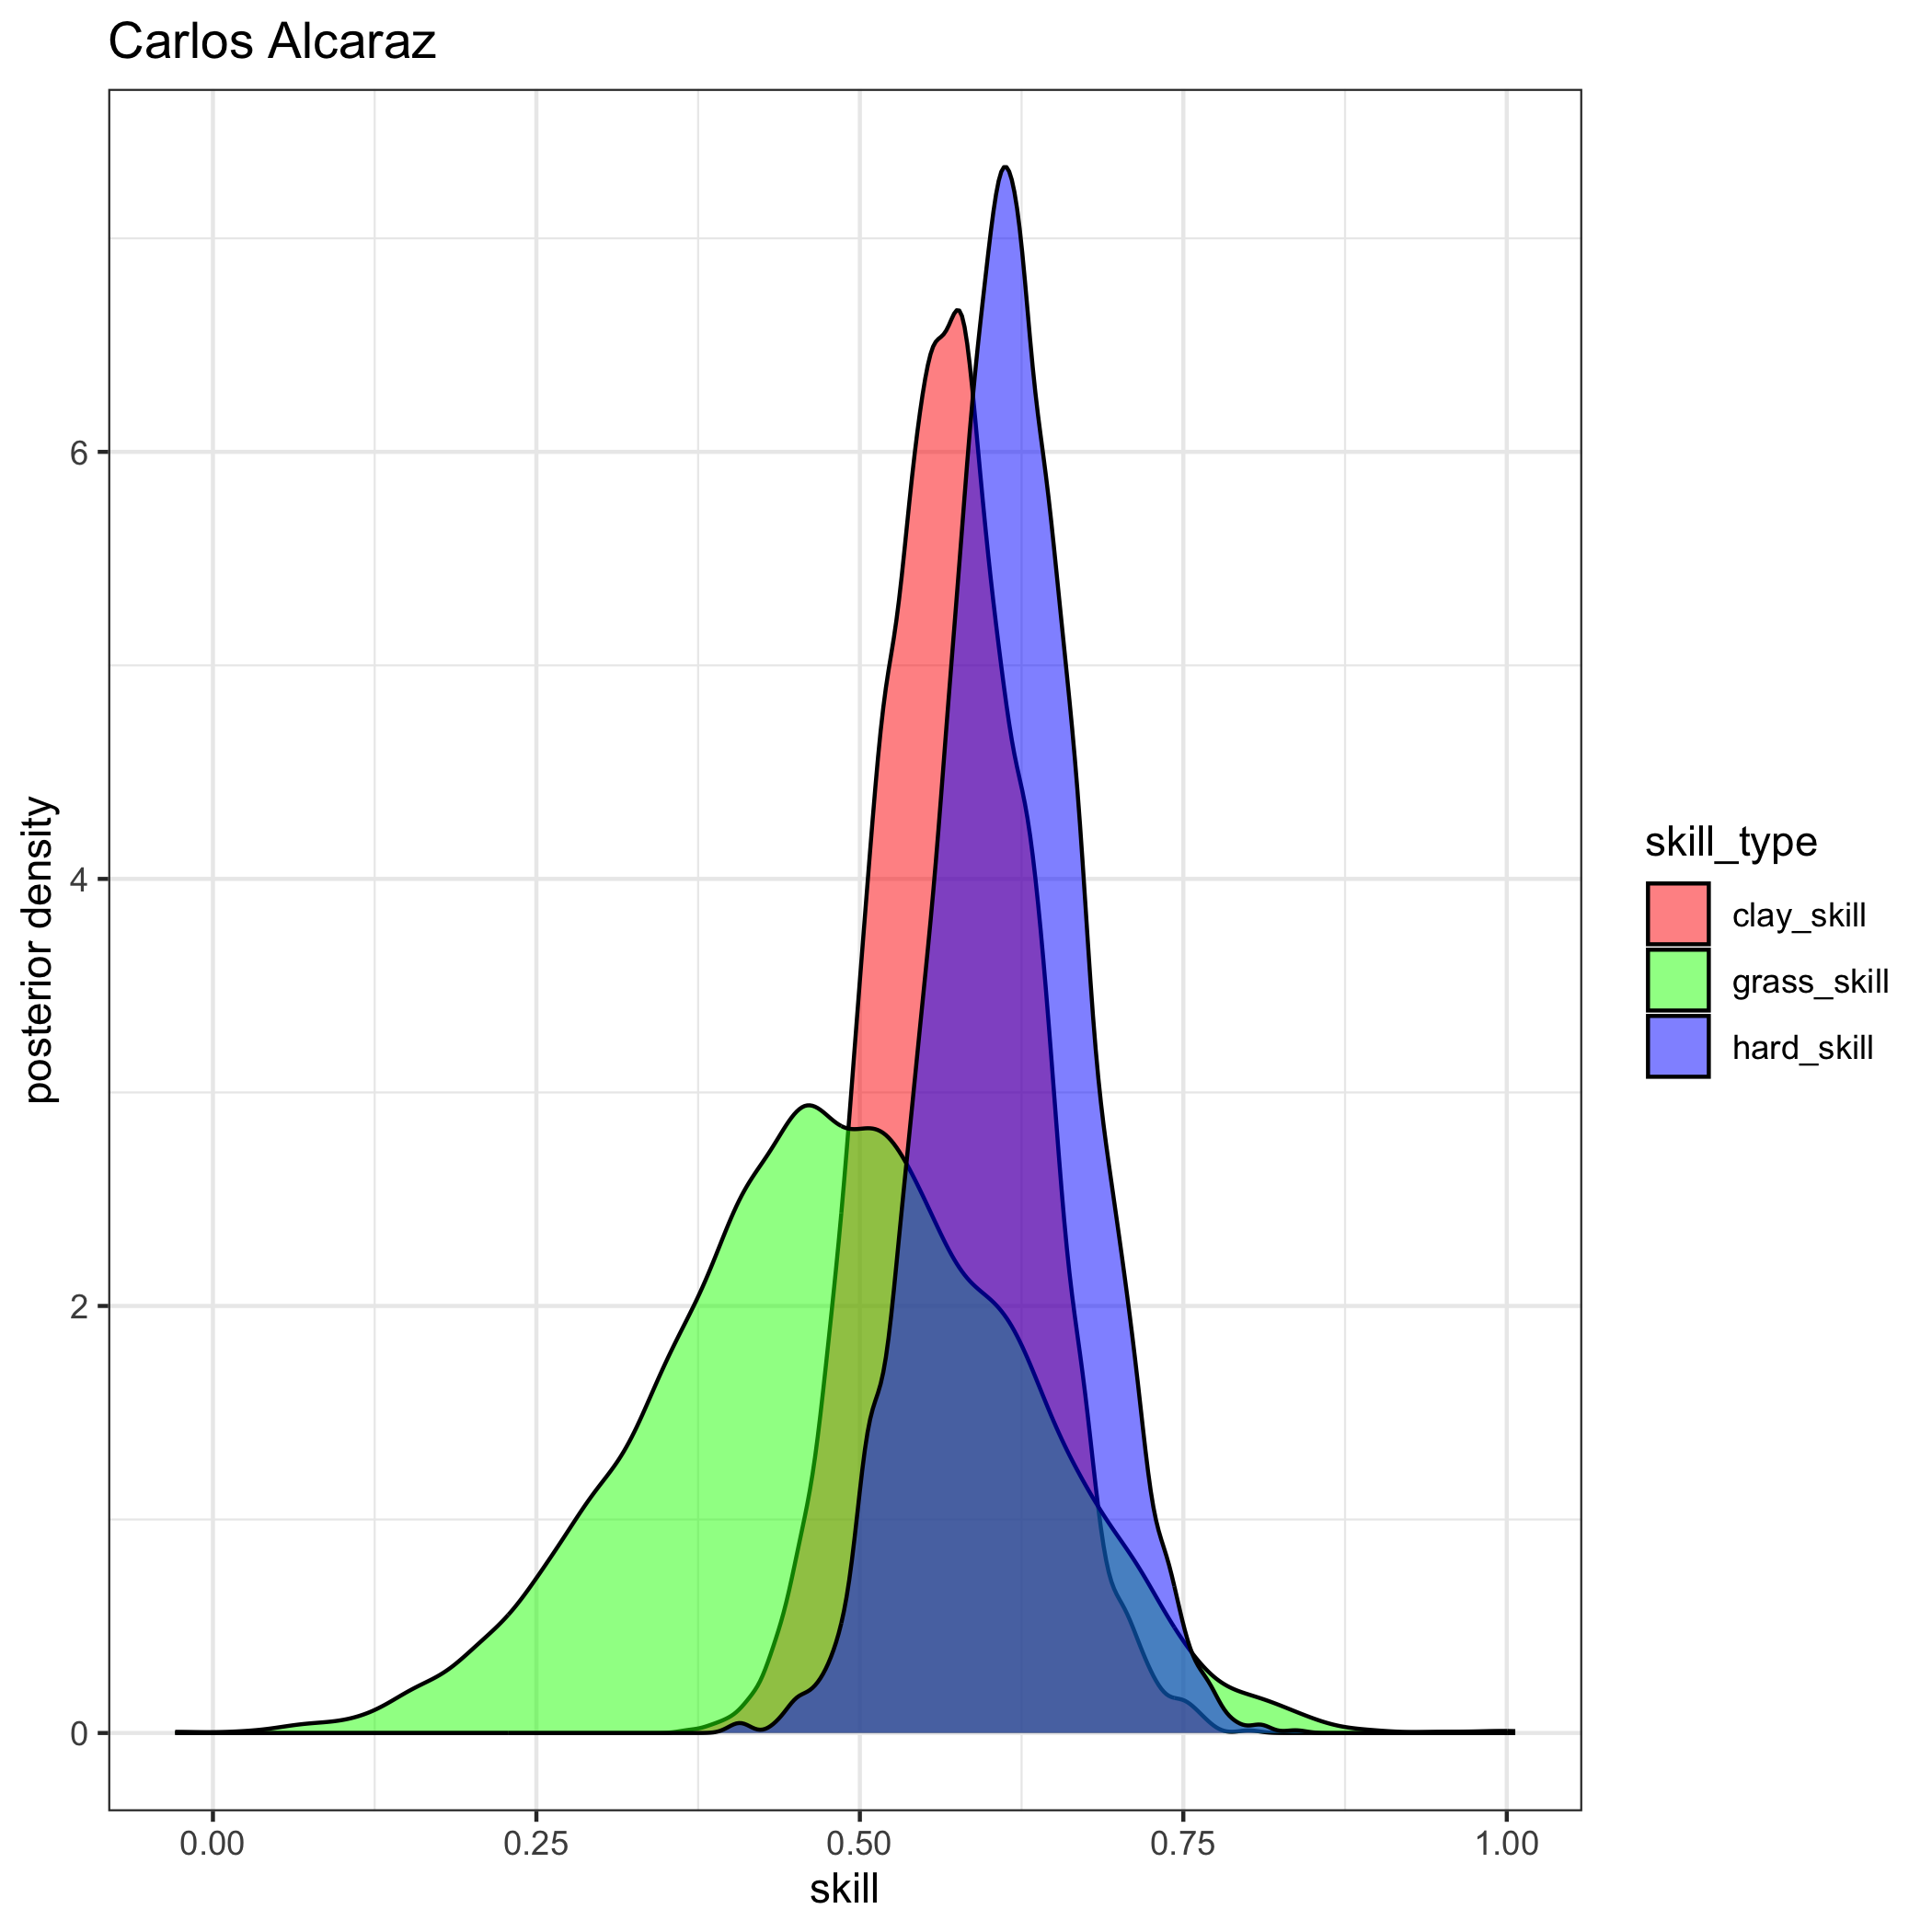 Carlos Alcaraz
posterior density
6
4
2
0
0.00 0.25 0.50 0.75 1.00
skill
skill_type
clay_skill
grass_skill
hard_skill